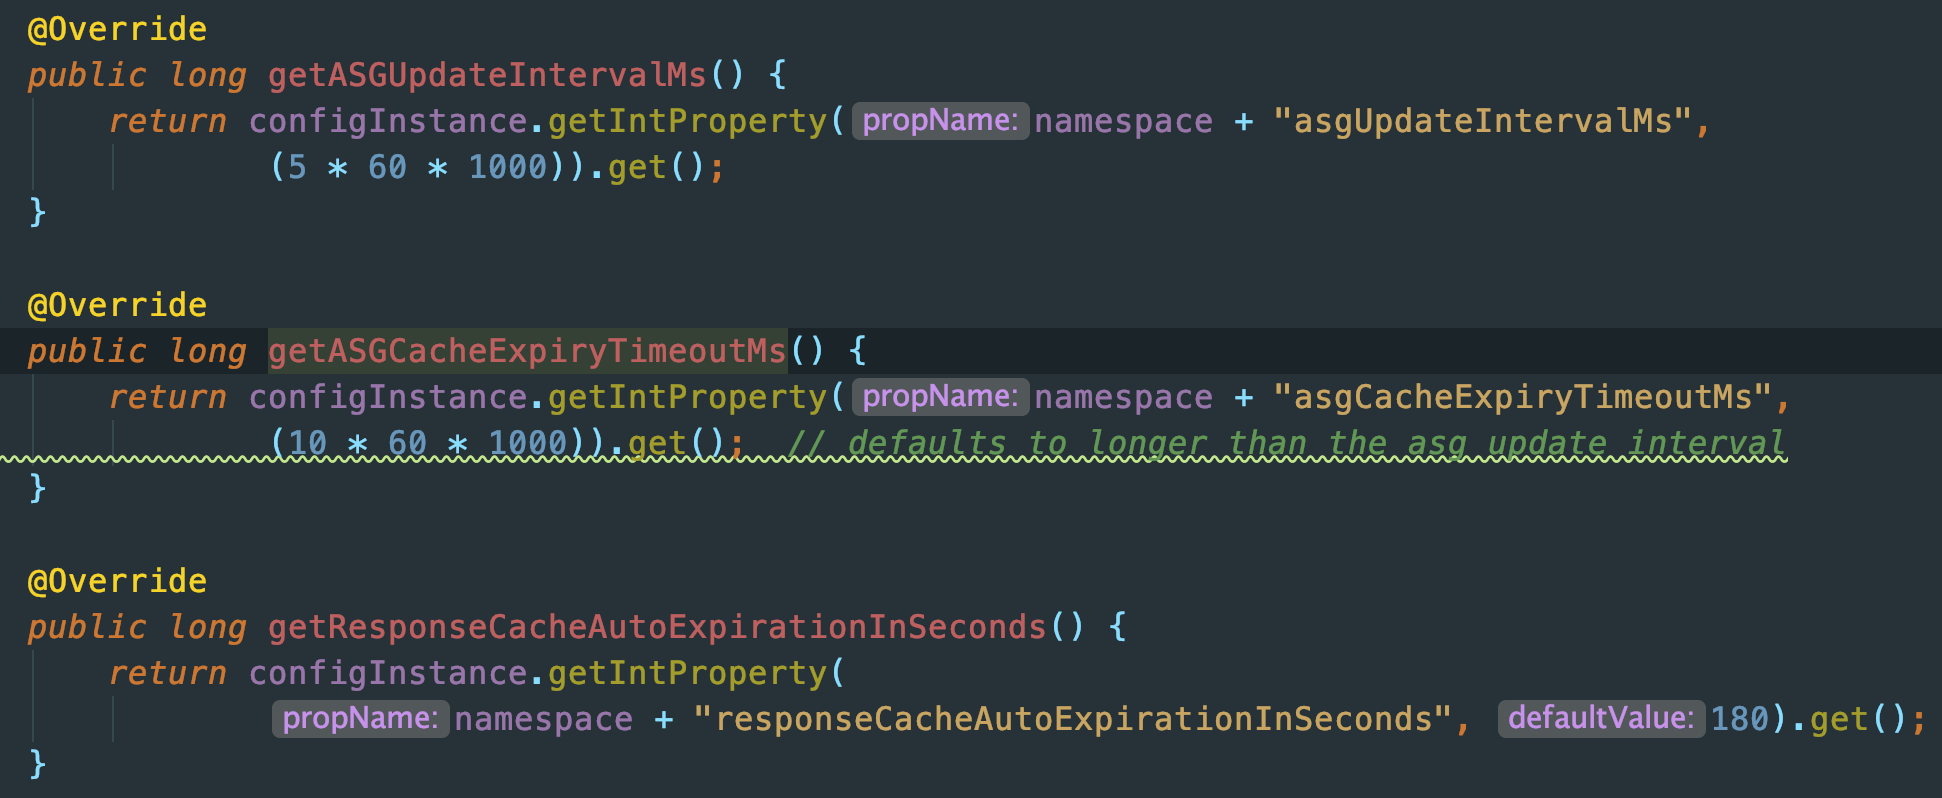 @Override
public long getASGUpdateIntervalMs() {
return configInstance.getIntProperty( propName: namespace + "asgUpdateIntervalMs",
(5 * 60 * 1000)).get();
}
@Override
public long getASGCacheExpiryTimeoutMs() {
return configInstance.getIntProperty( propName: namespace + "asgCacheExpiryTimeoutMs",
(10 * 60 * 1000)).get();  // defaults to longer than the asg update interval
}
@Override
public long getResponseCacheAutoExpirationInSeconds() {
return configInstance.getIntProperty(
propName: namespace + "responseCacheAutoExpirationInSeconds", defaultValue: 180).get();
}